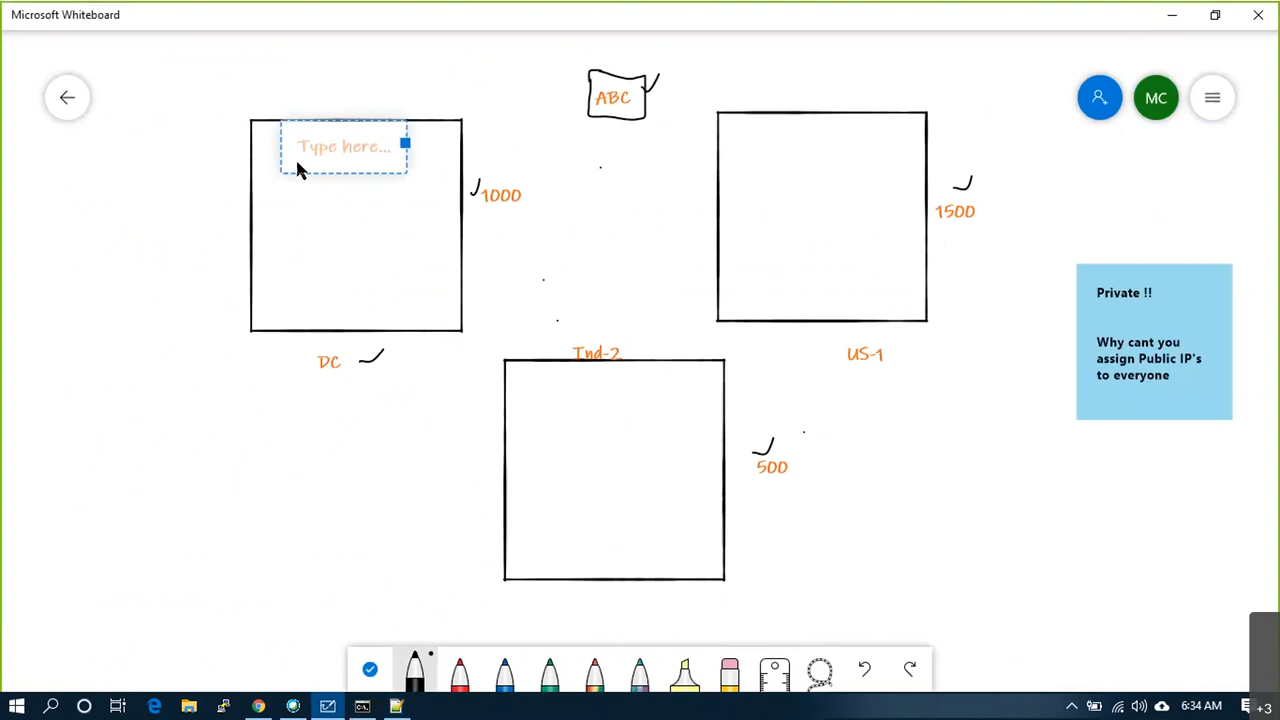 Microsoft Whiteboard
ABC
MC
Type here...
1000
1500
Private !!
Why cant you
assign Public IP's
to everyone
DC
Ind-2
US-1
500
6:34 AM
+3